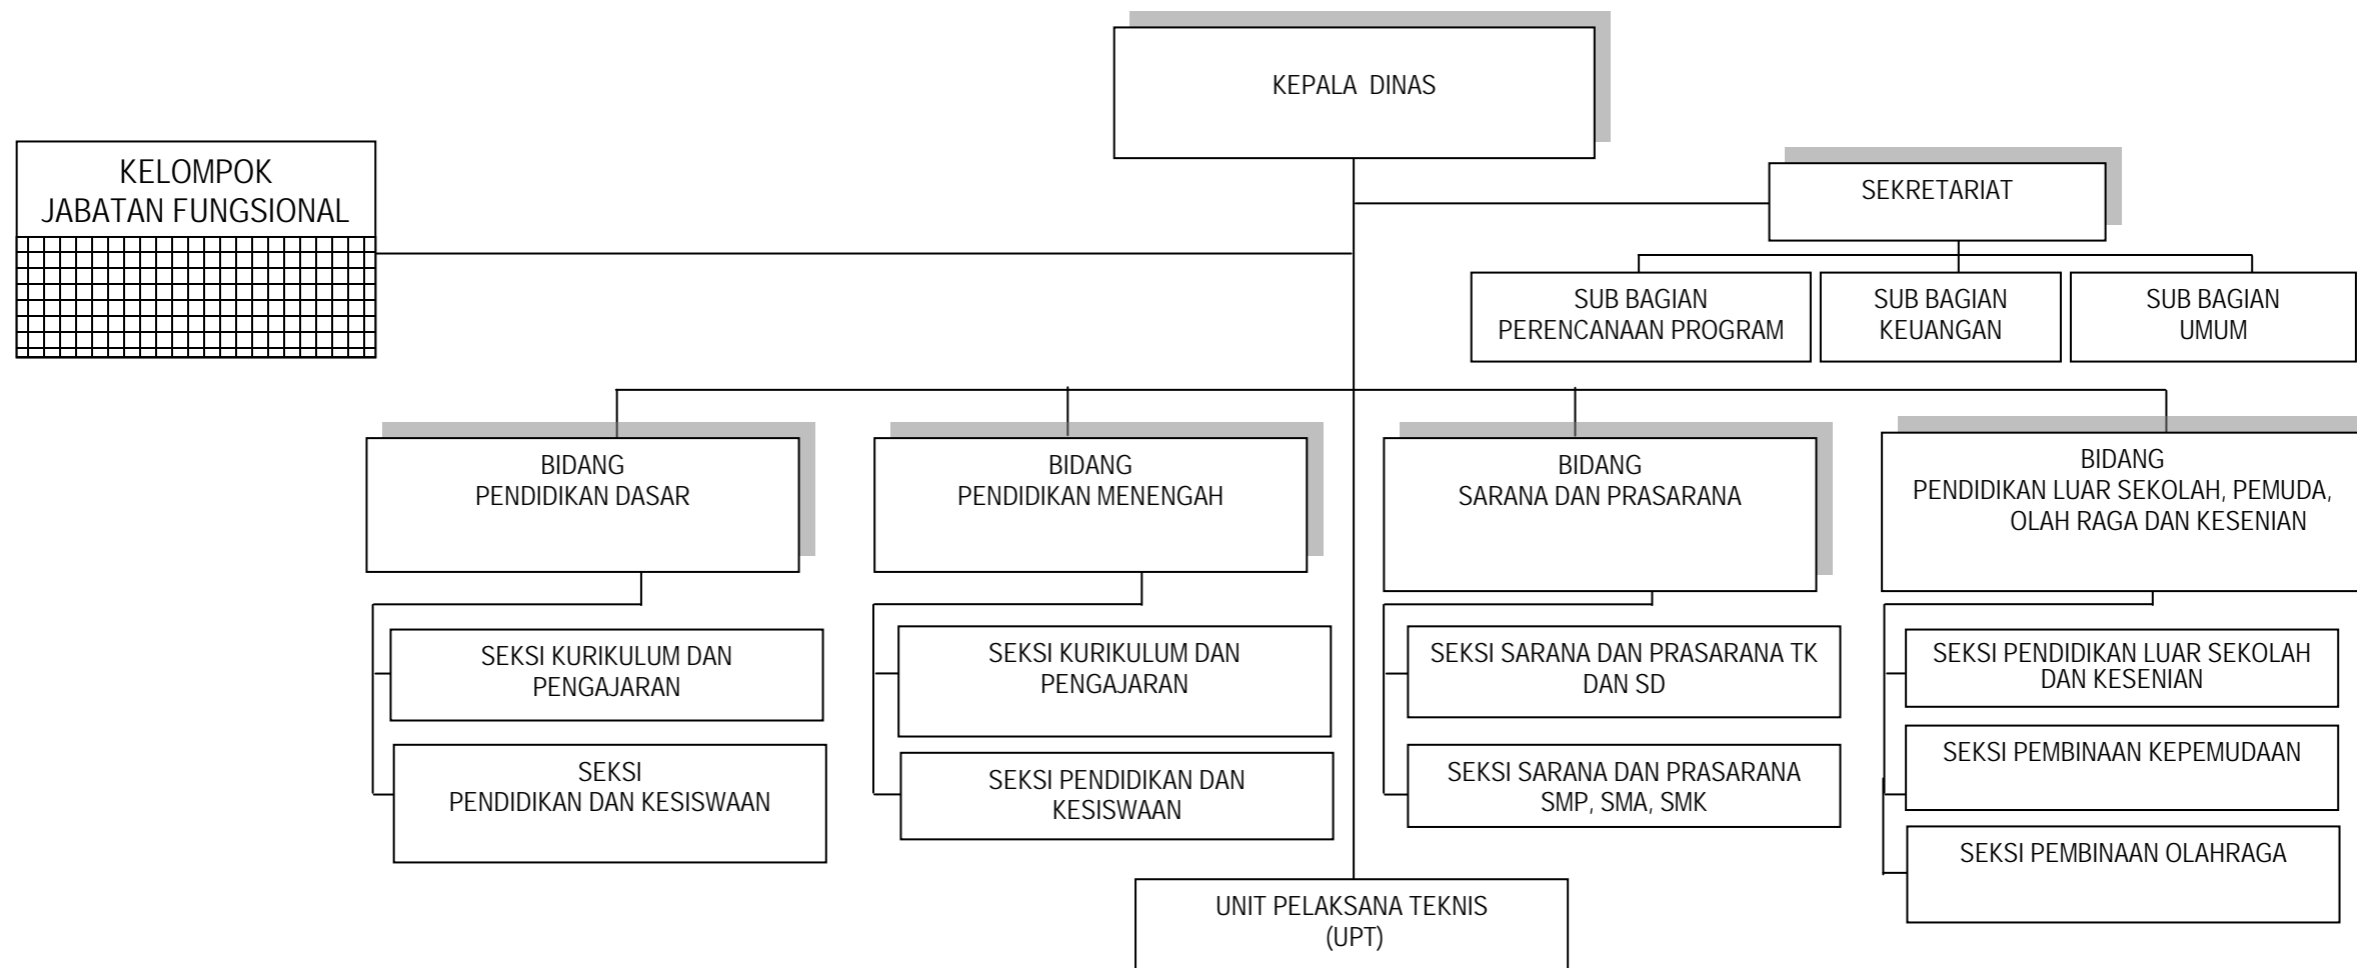 KEPALA DINAS
KELOMPOK
JABATAN FUNGSIONAL
SEKRETARIAT
SUB BAGIAN
PERENCANAAN PROGRAM
SUB BAGIAN
KEUANGAN
SUB BAGIAN
UMUM
BIDANG
PENDIDIKAN DASAR
BIDANG
PENDIDIKAN MENENGAH
BIDANG
SARANA DAN PRASARANA
BIDANG
PENDIDIKAN LUAR SEKOLAH, PEMUDA,
OLAH RAGA DAN KESENIAN
SEKSI KURIKULUM DAN
PENGAJARAN
SEKSI
PENDIDIKAN DAN KESISWAAN
SEKSI KURIKULUM DAN
PENGAJARAN
SEKSI PENDIDIKAN DAN
KESISWAAN
SEKSI SARANA DAN PRASARANA TK
DAN SD
SEKSI SARANA DAN PRASARANA
SMP, SMA, SMK
SEKSI PENDIDIKAN LUAR SEKOLAH
DAN KESENIAN
SEKSI PEMBINAAN KEPEMUDAAN
SEKSI PEMBINAAN OLAHRAGA
UNIT PELAKSANA TEKNIS
(UPT)